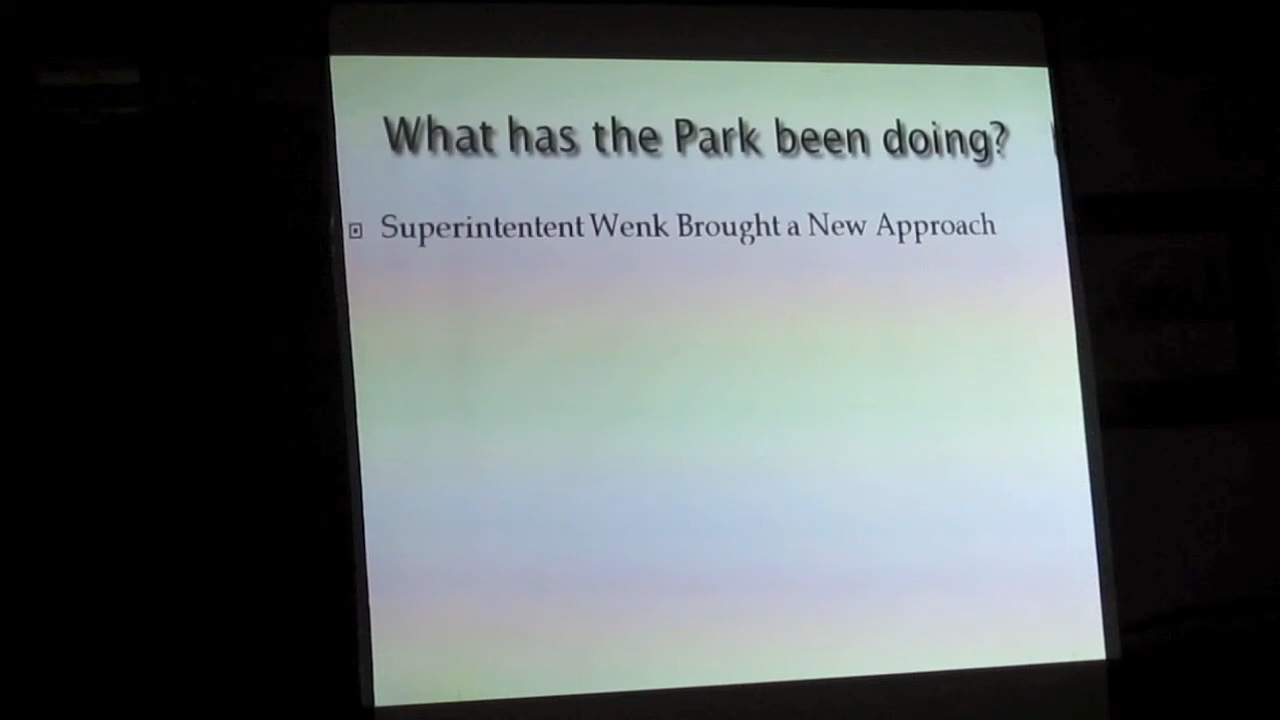 What has the Park been doing?
Superintentent Wenk Brought a New Approach